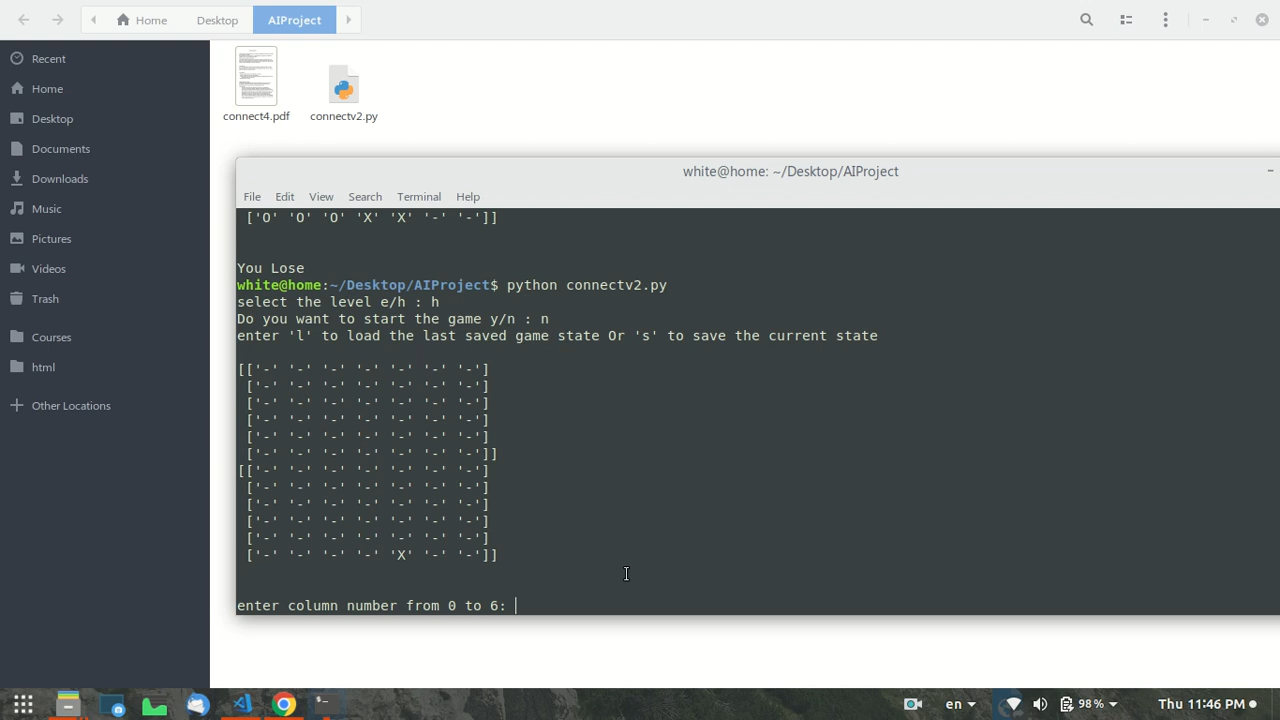 Home Desktop AIProject
Recent
Home
Desktop
Documents
Downloads
Music
Pictures
Videos
Trash
Courses
html
Other Locations
connect4.pdf connectv2.py
white@home: ~/Desktop/AIProject
File Edit View Search Terminal Help
['O' 'O' 'O' 'X' 'X' '-' '-']]
You Lose
white@home:~/Desktop/AIProject$ python connectv2.py
select the level e/h : h
Do you want to start the game y/n : n
enter 'l' to load the last saved game state Or 's' to save the current state
[['-' '-' '-' '-' '-' '-' '-']
['-' '-' '-' '-' '-' '-' '-']
['-' '-' '-' '-' '-' '-' '-']
['-' '-' '-' '-' '-' '-' '-']
['-' '-' '-' '-' '-' '-' '-']
['-' '-' '-' '-' '-' '-' '-']]
[['-' '-' '-' '-' '-' '-' '-']
['-' '-' '-' '-' '-' '-' '-']
['-' '-' '-' '-' '-' '-' '-']
['-' '-' '-' '-' '-' '-' '-']
['-' '-' '-' '-' '-' '-' '-']
['-' '-' '-' '-' 'X' '-' '-']]
enter column number from 0 to 6:
en 98% Thu 11:46 PM